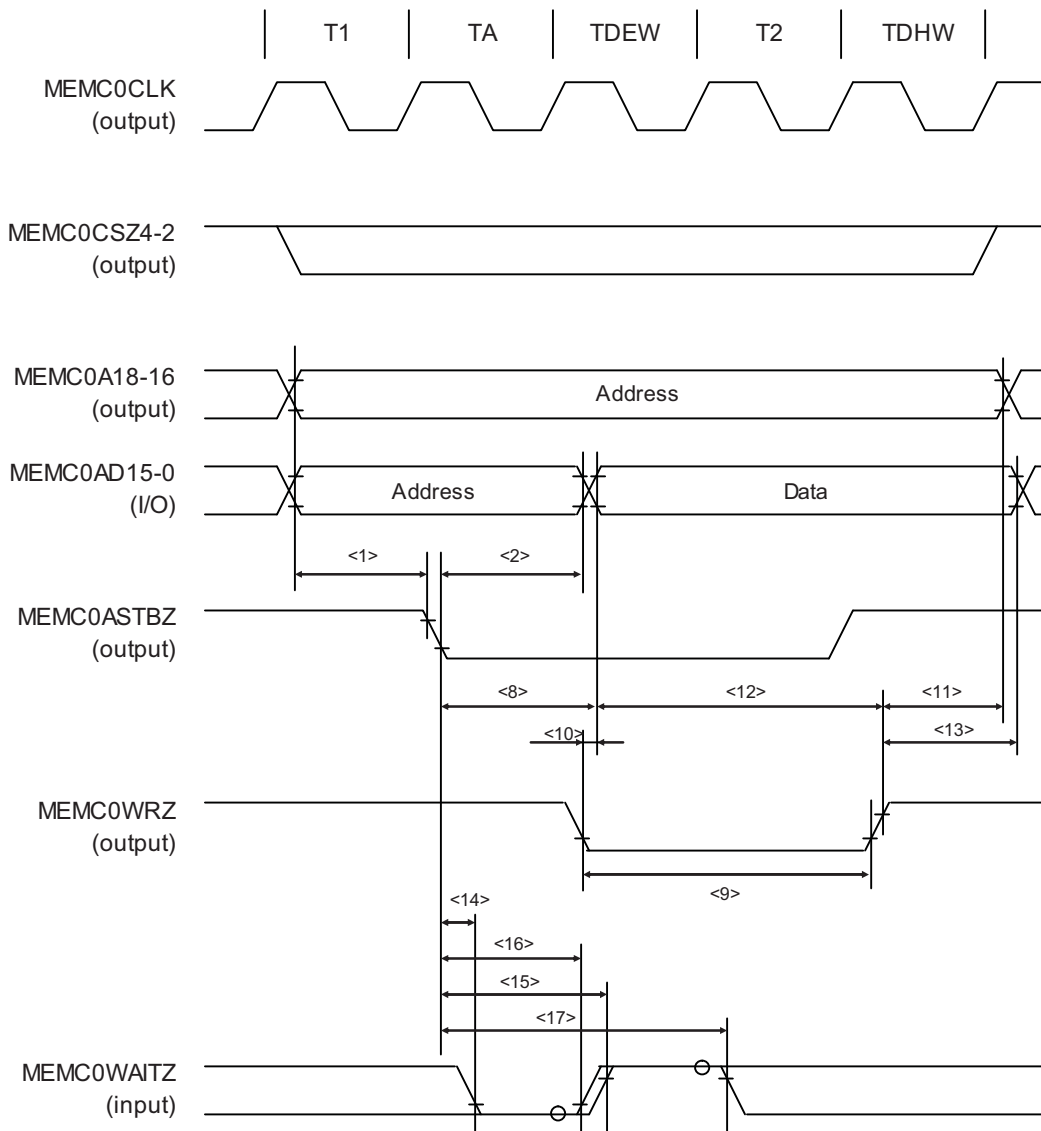 T1 TA TDEW T2 TDHW
MEMC0CLK
(output)
MEMC0CSZ4-2
(output)
MEMC0A18-16
(output)
Address
MEMC0AD15-0
(I/O)
Address
Data
<1>
<2>
MEMC0ASTBZ
(output)
<8>
<12>
<11>
<10>
<13>
MEMC0WRZ
(output)
<9>
<14>
<16>
<15>
<17>
MEMC0WAITZ
(input)